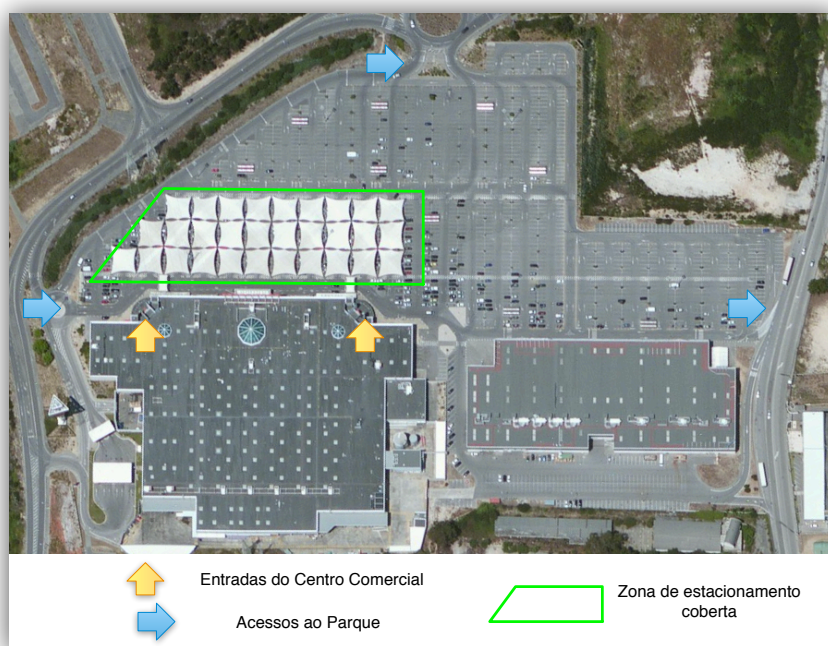 Entradas do Centro Comercial
Acessos ao Parque
Zona de estacionamento
coberta